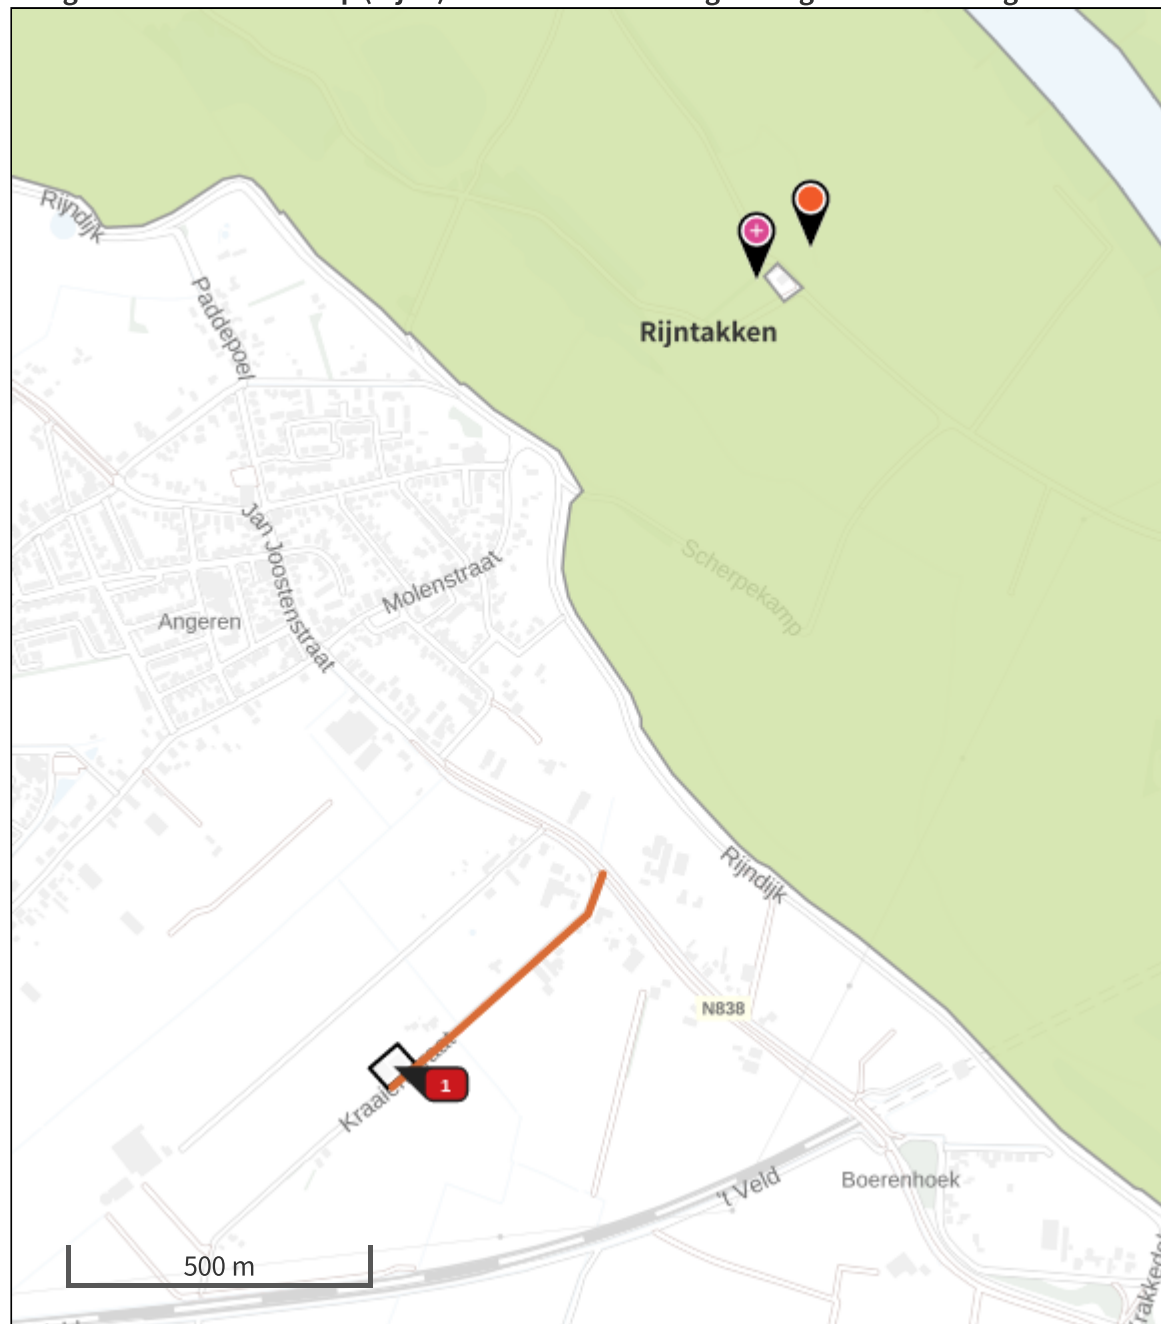 Rijndijk
Paddepoel
Rijntakken
Jan Joostenstraat
Molenstraat
Scherpekamp
Angeren
Rijndijk
N838
1
't Veld
Boerenhoek
500 m